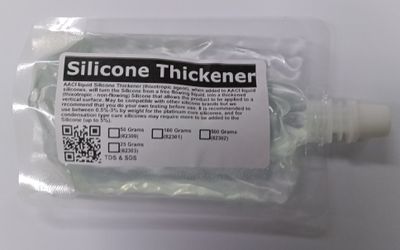 Silicone Thickener
AACI liquid Silicone Thickener (thixotropic agent), when added to AACI liquid
silicones, will turn the Silicone from a free flowing liquid, into a thickened
(thixotropic - non-flowing) Silicone that allows the product to be applied to a
vertical surface. May be compatible with other silicone brands but we
recommend that you do your own testing before use. It is recommended to
use between 0.5%-3% by weight for the platinum cure silicones, and for
condensation type cure silicones may require more to be added to the
Silicone (up to 5%).
50 Grams 100 Grams 500 Grams
(82300) (82301) (82302)
25 Grams
(82303)
TDS & SDS